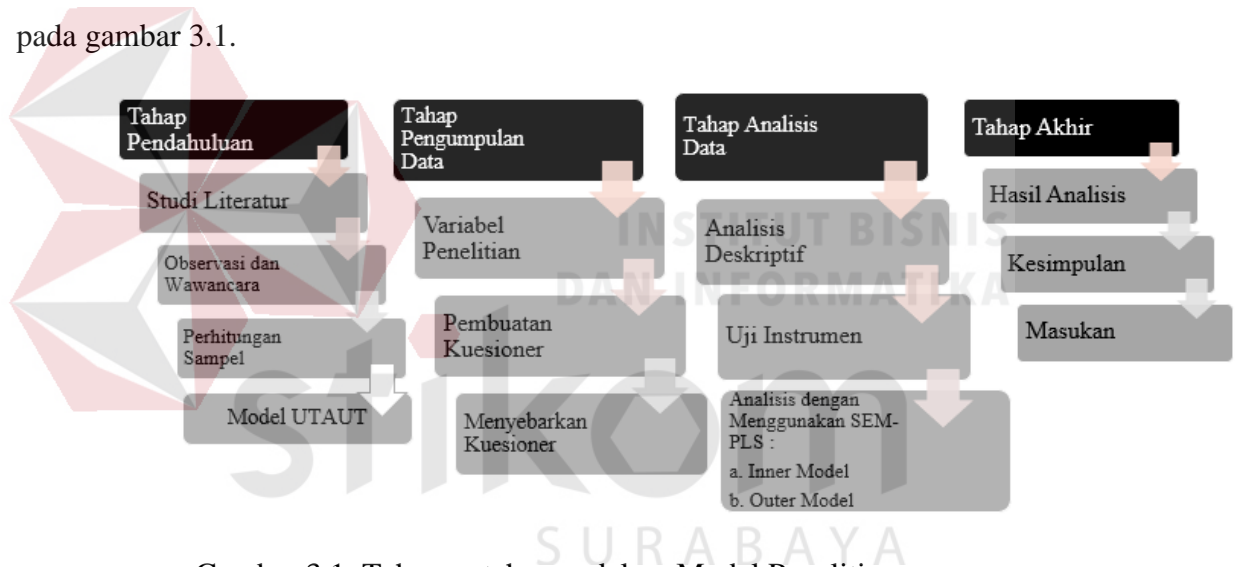 pada gambar 3.1.
Tahap
Pendahuluan
Studi Literatur
Observasi dan
Wawancara
Perhitungan
Sampel
Model UTAUT
Tahap
Pengumpulan
Data
Variabel
Penelitian
Pembuatan
Kuesioner
Menyebarkan
Kuesioner
Tahap Analisis
Data
Analisis
Deskriptif
Uji Instrumen
Analisis dengan
Menggunakan SEM-
PLS :
a. Inner Model
b. Outer Model
Tahap Akhir
Hasil Analisis
Kesimpulan
Masukan
INSTITUT BISNIS
DAN INFORMATIKA
stikom
SURABAYA